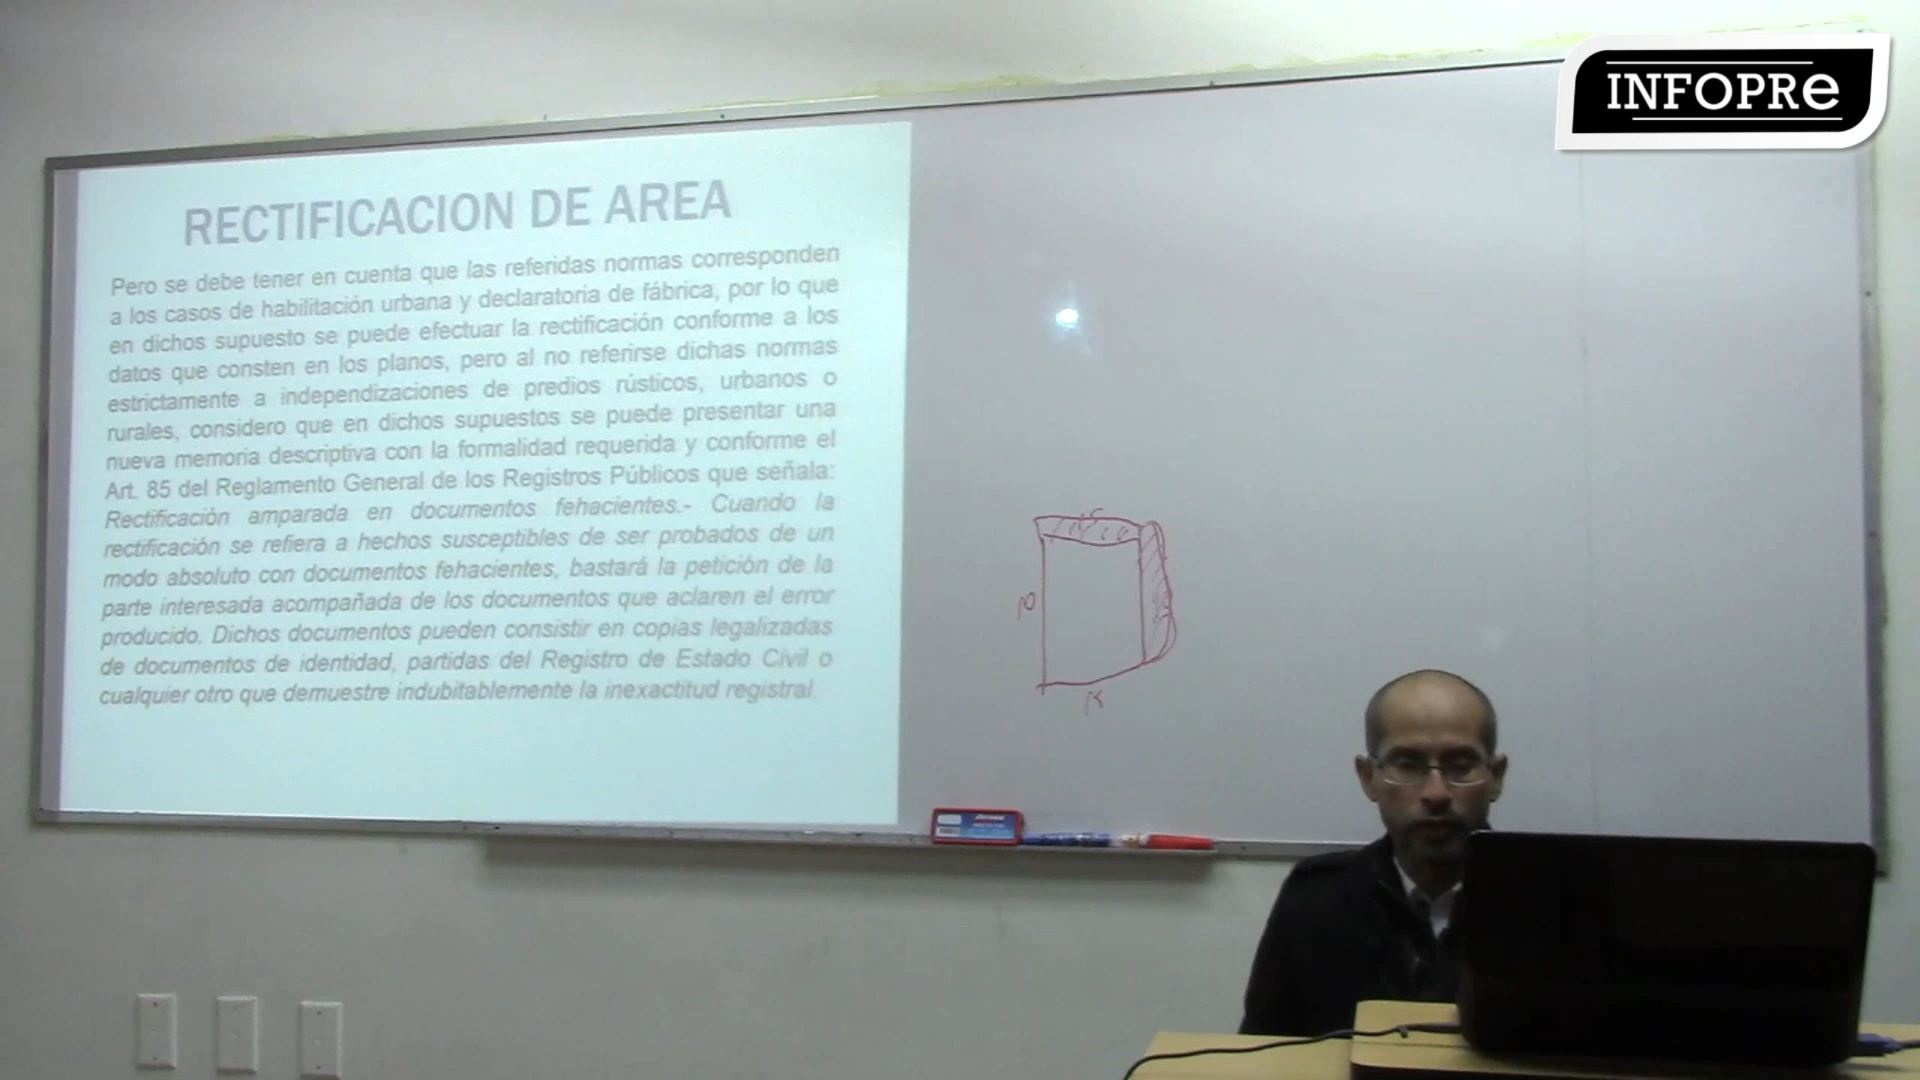 INFOPRe
RECTIFICACION DE AREA
Pero se debe tener en cuenta que las referidas normas corresponden
a los casos de habilitación urbana y declaratoria de fábrica, por lo que
en dichos supuesto se puede efectuar la rectificación conforme a los
datos que consten en los planos, pero al no referirse dichas normas
estrictamente a independizaciones de predios rústicos, urbanos o
rurales, considero que en dichos supuestos se puede presentar una
nueva memoria descriptiva con la formalidad requerida y conforme el
Art. 85 del Reglamento General de los Registros Públicos que señala:
Rectificación amparada en documentos fehacientes.- Cuando la
rectificación se refiera a hechos susceptibles de ser probados de un
modo absoluto con documentos fehacientes, bastará la petición de la
parte interesada acompañada de los documentos que aclaren el error
producido. Dichos documentos pueden consistir en copias legalizadas
de documentos de identidad, partidas del Registro de Estado Civil o
cualquier otro que demuestre indubitablemente la inexactitud registral.